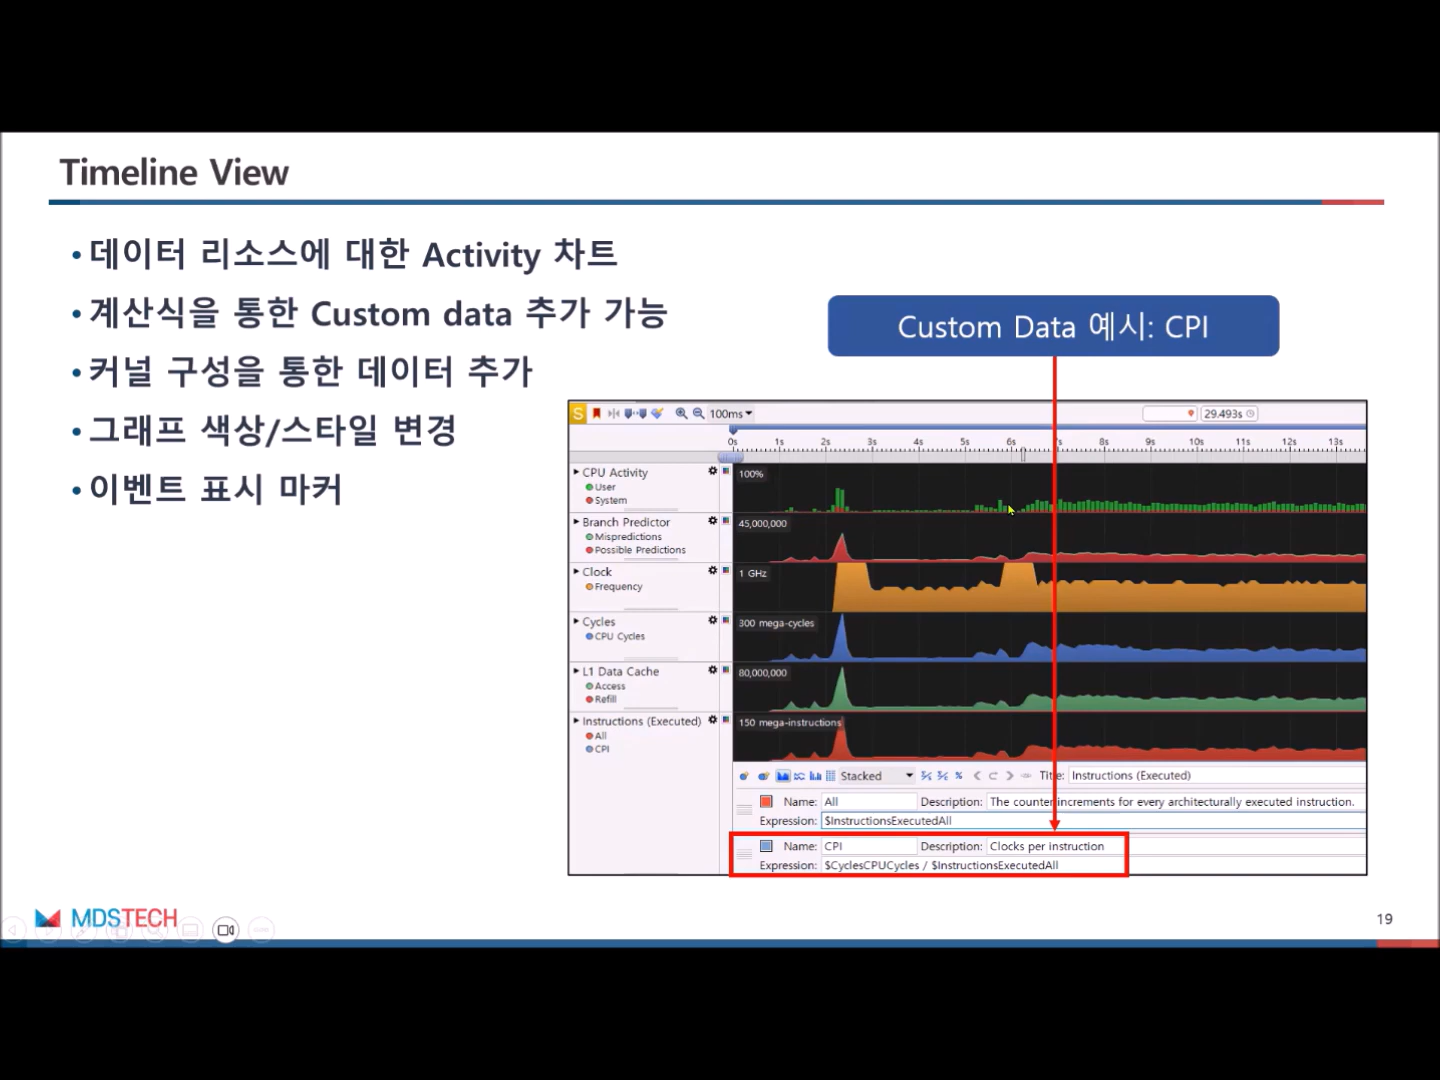 Timeline View
• 데이터 리소스에 대한 Activity 차트
• 계산식을 통한 Custom data 추가 가능
• 커널 구성을 통한 데이터 추가
• 그래프 색상/스타일 변경
• 이벤트 표시 마커
Custom Data 예시: CPI
S 100ms 29.493s
0s 1s 2s 3s 4s 5s 6s 7s 8s 9s 10s 11s 12s 13s
CPU Activity
User
System
100%
Branch Predictor
Mispredictions
Possible Predictions
45,000,000
Clock
Frequency
1 GHz
Cycles
CPU Cycles
300 mega-cycles
L1 Data Cache
Access
Refill
80,000,000
Instructions (Executed)
All
CPI
150 mega-instructions
Stacked Title: Instructions (Executed)
Name: All Description: The counter increments for every architecturally executed instruction.
Expression: $InstructionsExecutedAll
Name: CPI Description: Clocks per instruction
Expression: $CyclesCPUCycles / $InstructionsExecutedAll
MDSTECH
19